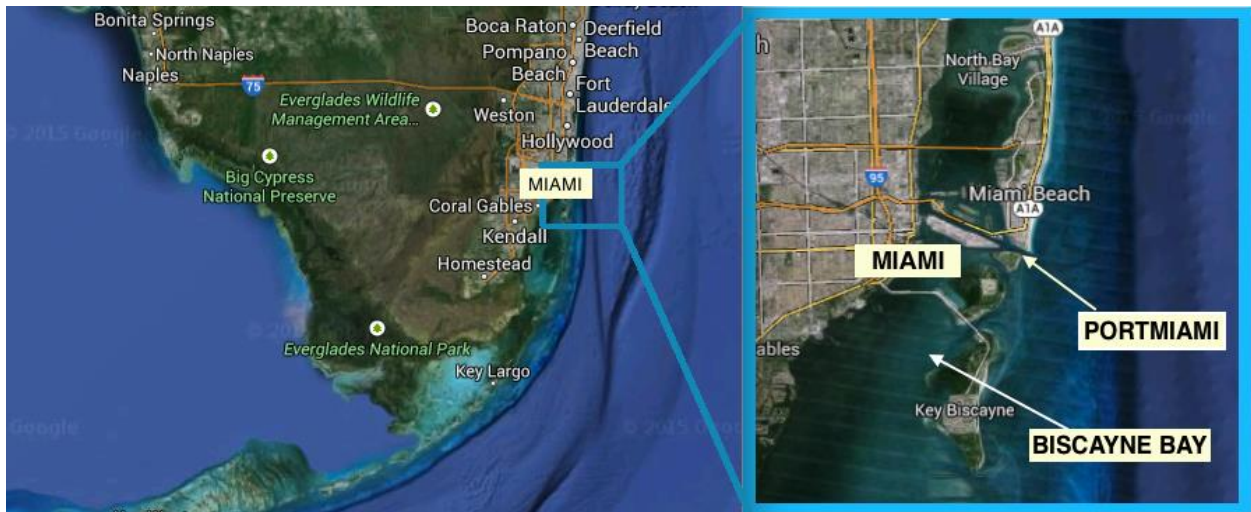 Bonita Springs
North Naples
Naples
75
Everglades Wildlife
Management Area...
Big Cypress
National Preserve
Boca Raton
Deerfield
Beach
Pompano
Beach
Fort
Lauderdale
Weston
Hollywood
MIAMI
Coral Gables
Kendall
Homestead
Everglades National Park
Key Largo
© 2015 Google
Google
© 2015 Google
A1A
North Bay
Village
95
Miami Beach
A1A
MIAMI
PORTMIAMI
ables
Key Biscayne
BISCAYNE BAY